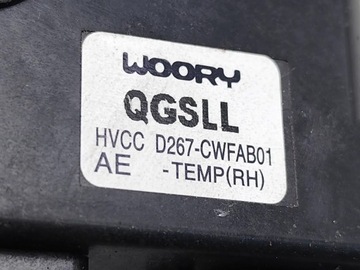 WOORY
QGSLL
HVCC D267-CWFAB01
AE -TEMP(RH)